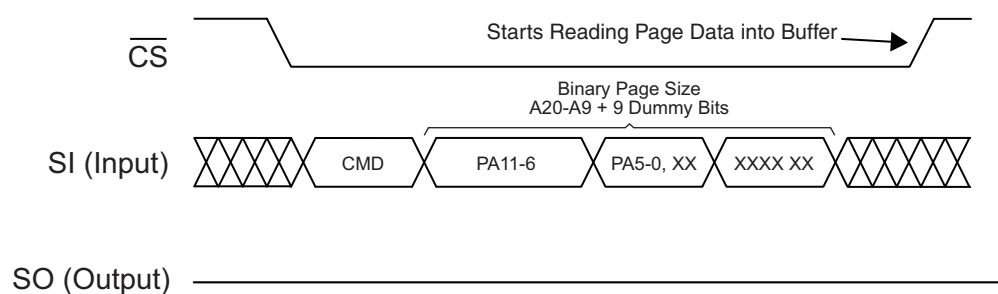 Starts Reading Page Data into Buffer
CS
Binary Page Size
A20-A9 + 9 Dummy Bits
SI (Input)
CMD
PA11-6
PA5-0, XX
XXXX XX
SO (Output)